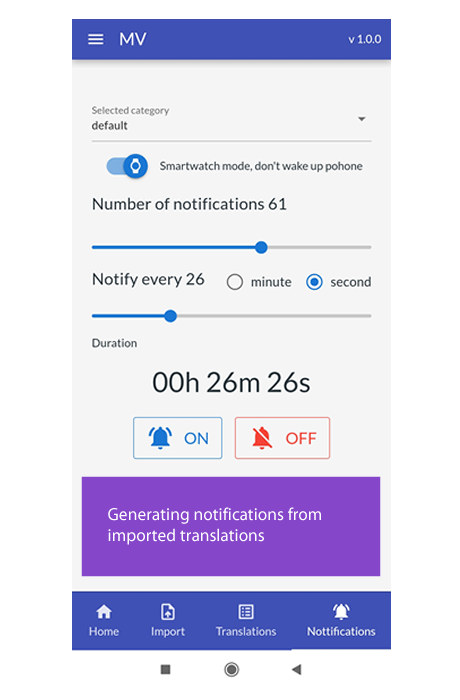 MV
v 1.0.0
Selected category
default
Smartwatch mode, don't wake up pohone
Number of notifications 61
Notify every 26
minute
second
Duration
00h 26m 26s
ON
OFF
Generating notifications from
imported translations
Home
Import
Translations
Nottifications